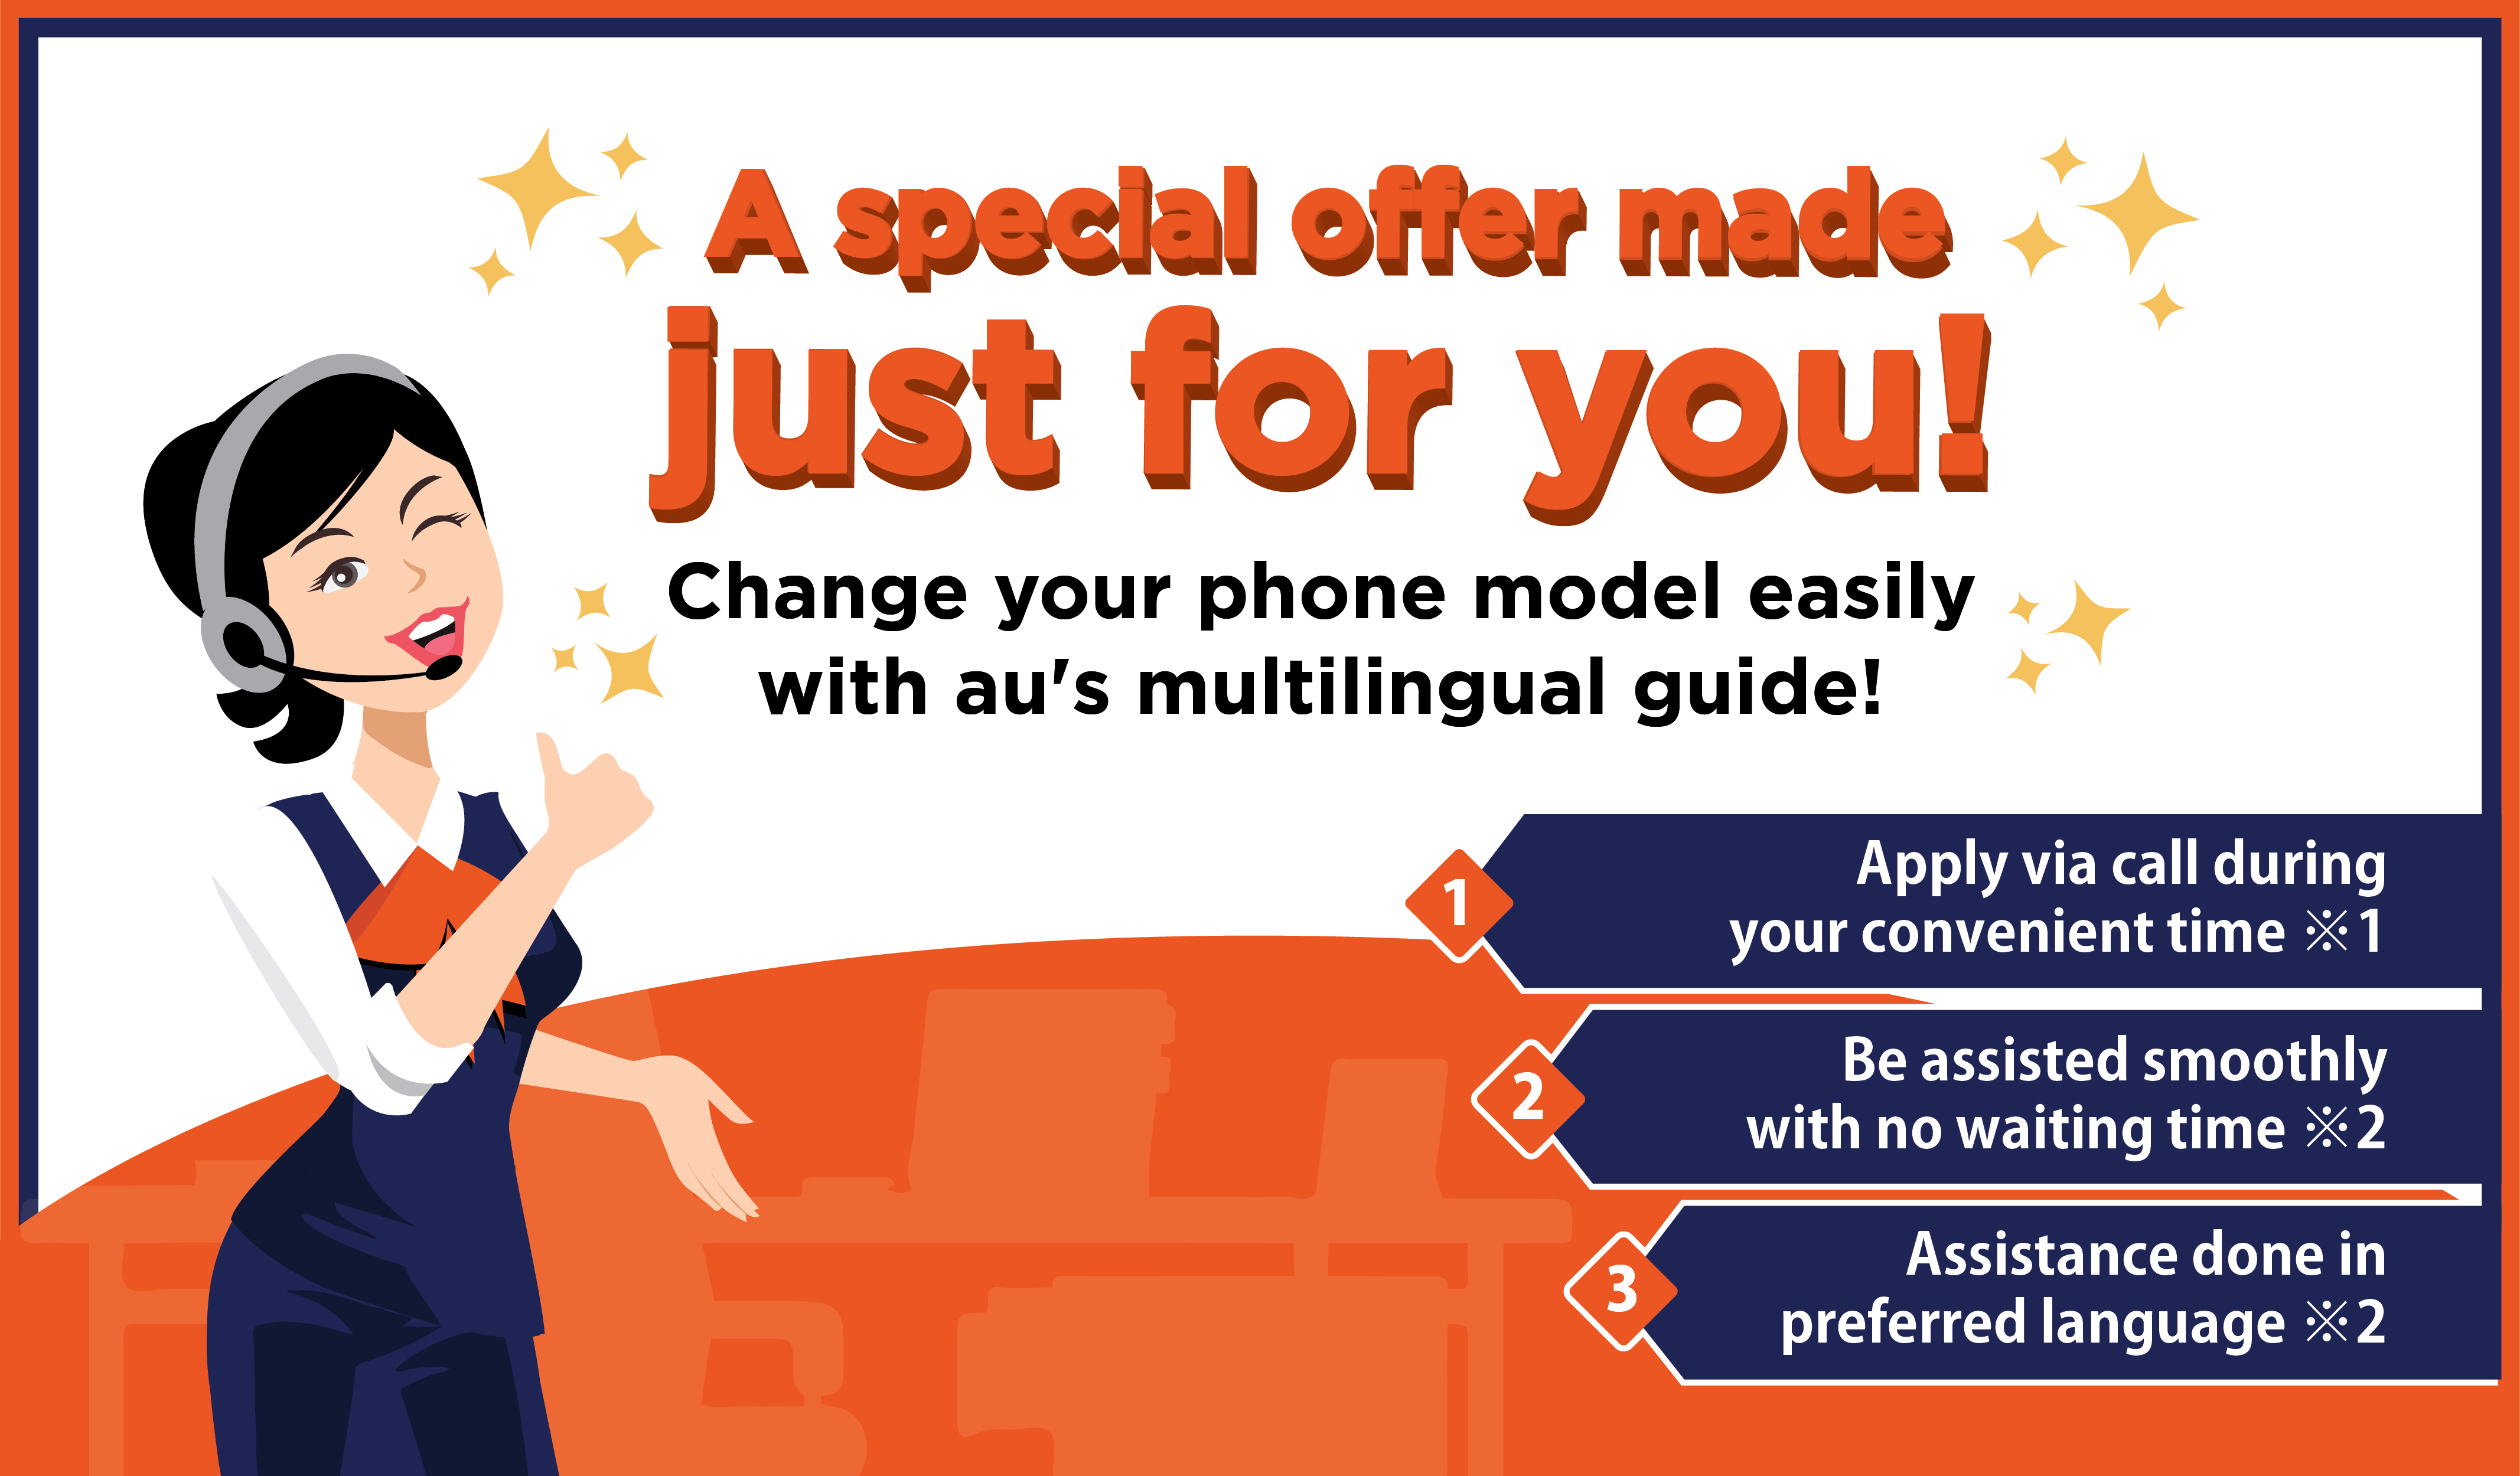 A special offer made
just for you!
Change your phone model easily
with au's multilingual guide!
1
Apply via call during
your convenient time ※1
2
Be assisted smoothly
with no waiting time ※2
3
Assistance done in
preferred language ※2